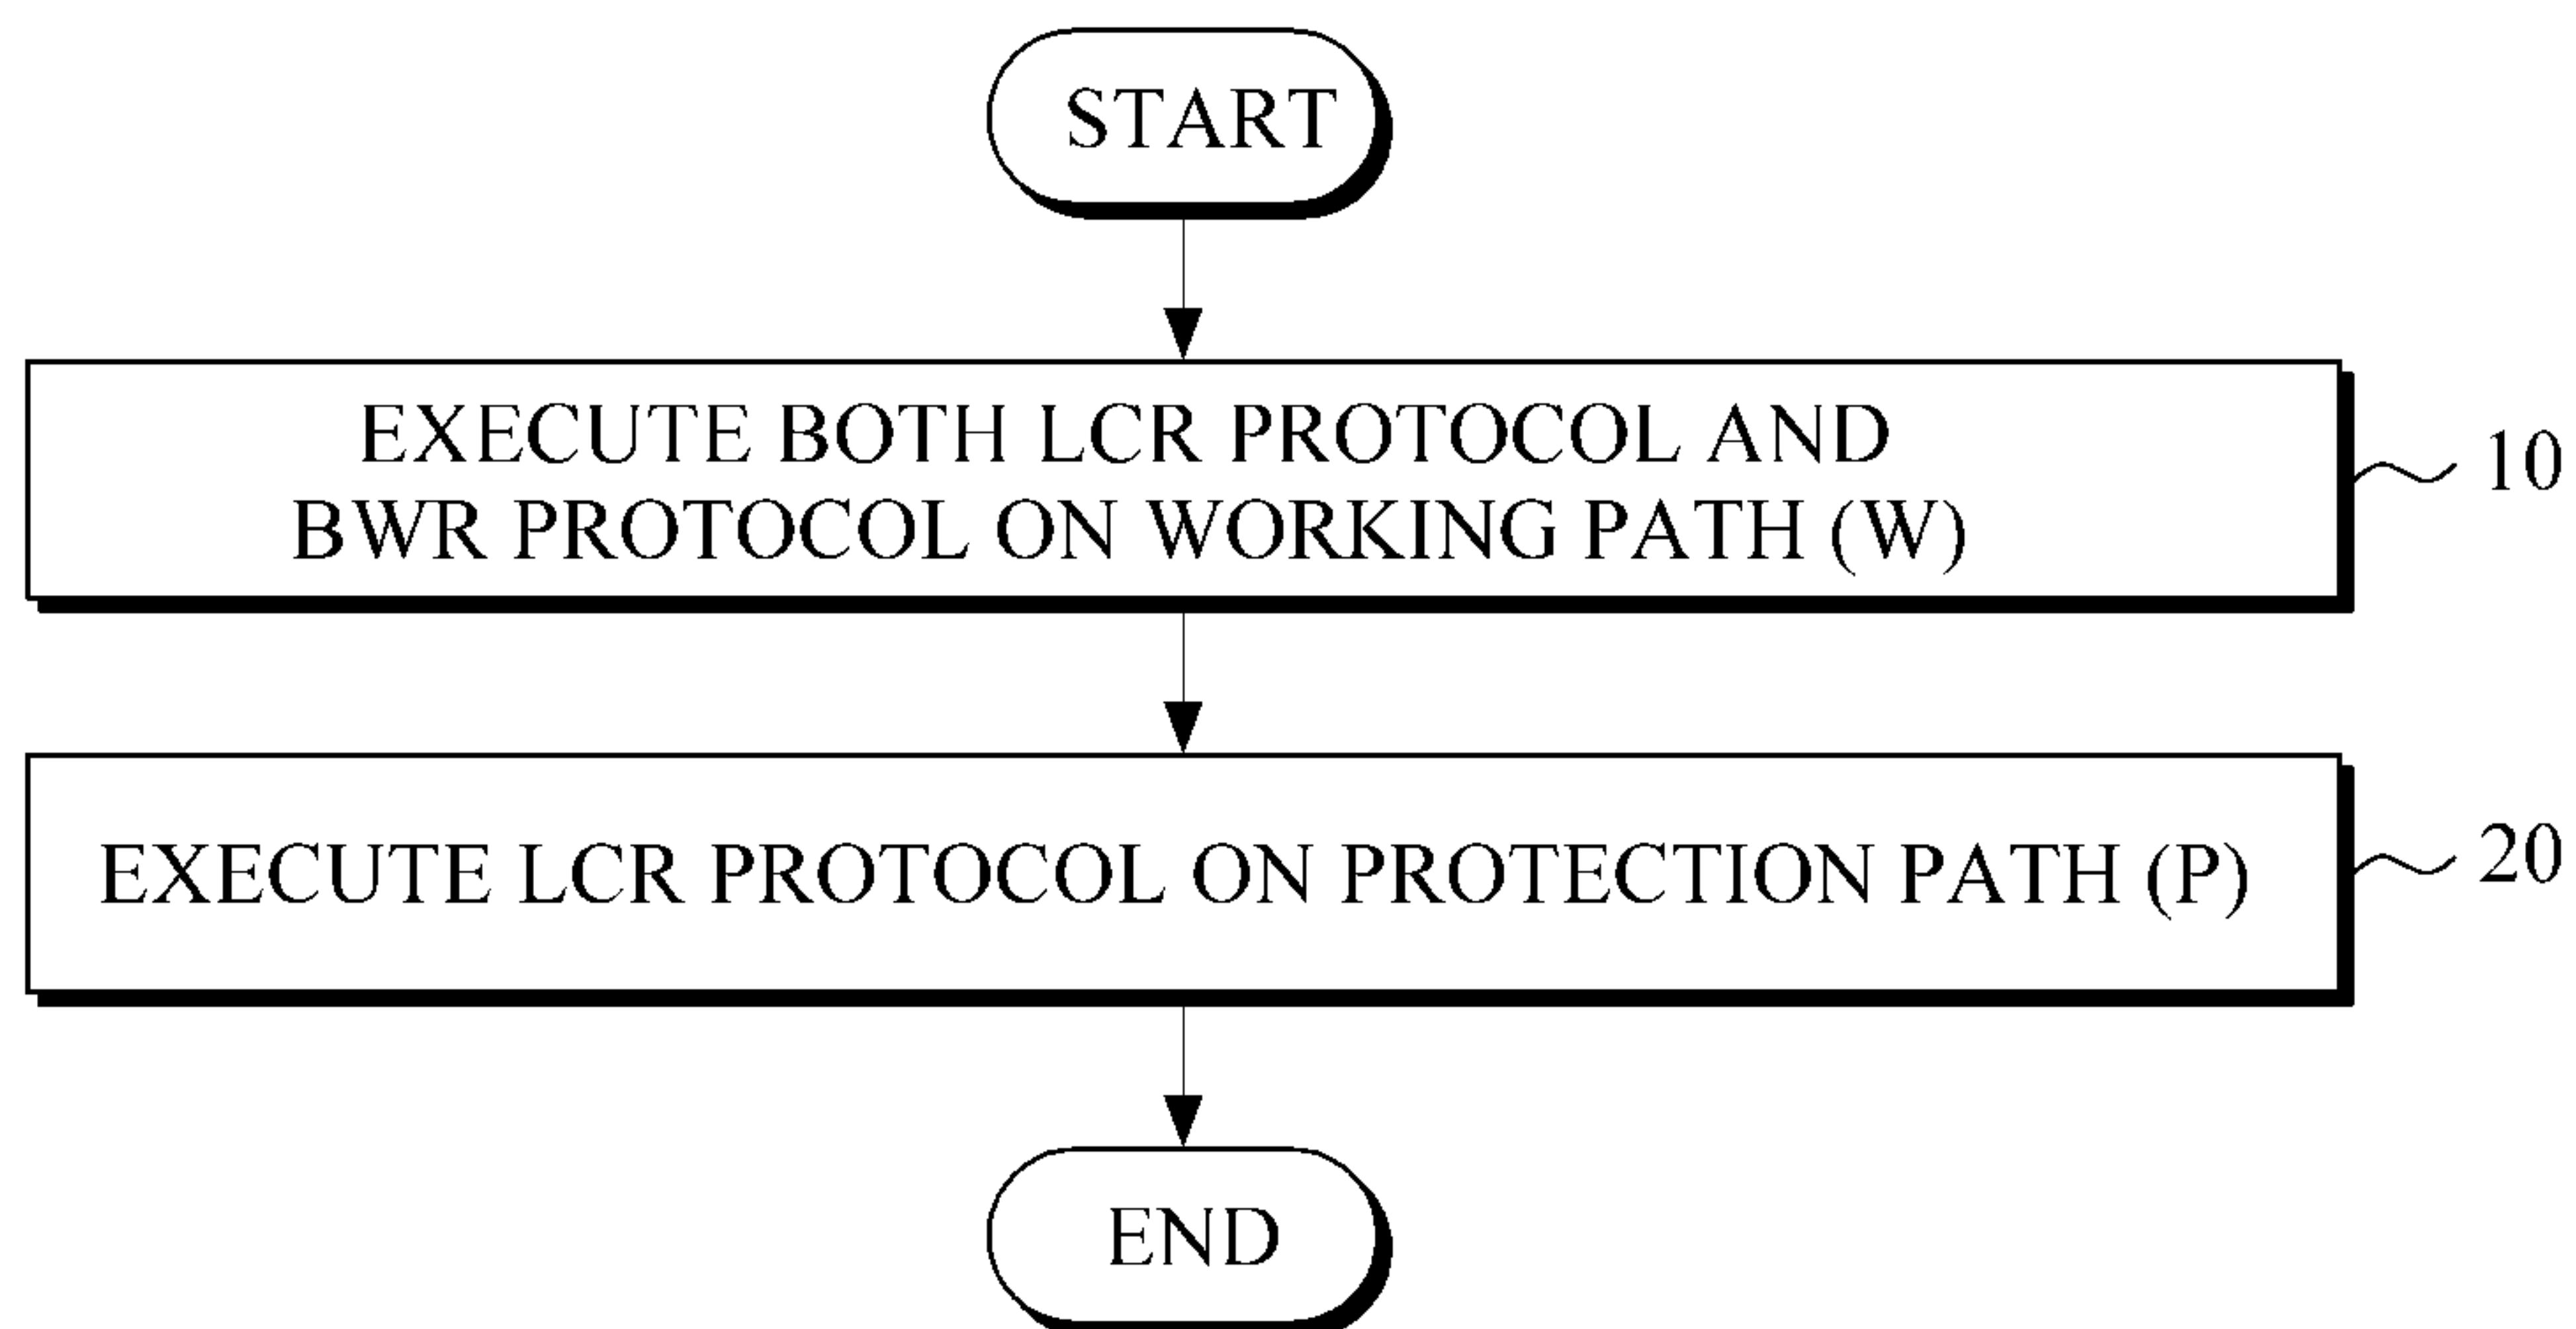 START
EXECUTE BOTH LCR PROTOCOL AND
BWR PROTOCOL ON WORKING PATH (W)
10
EXECUTE LCR PROTOCOL ON PROTECTION PATH (P)
20
END